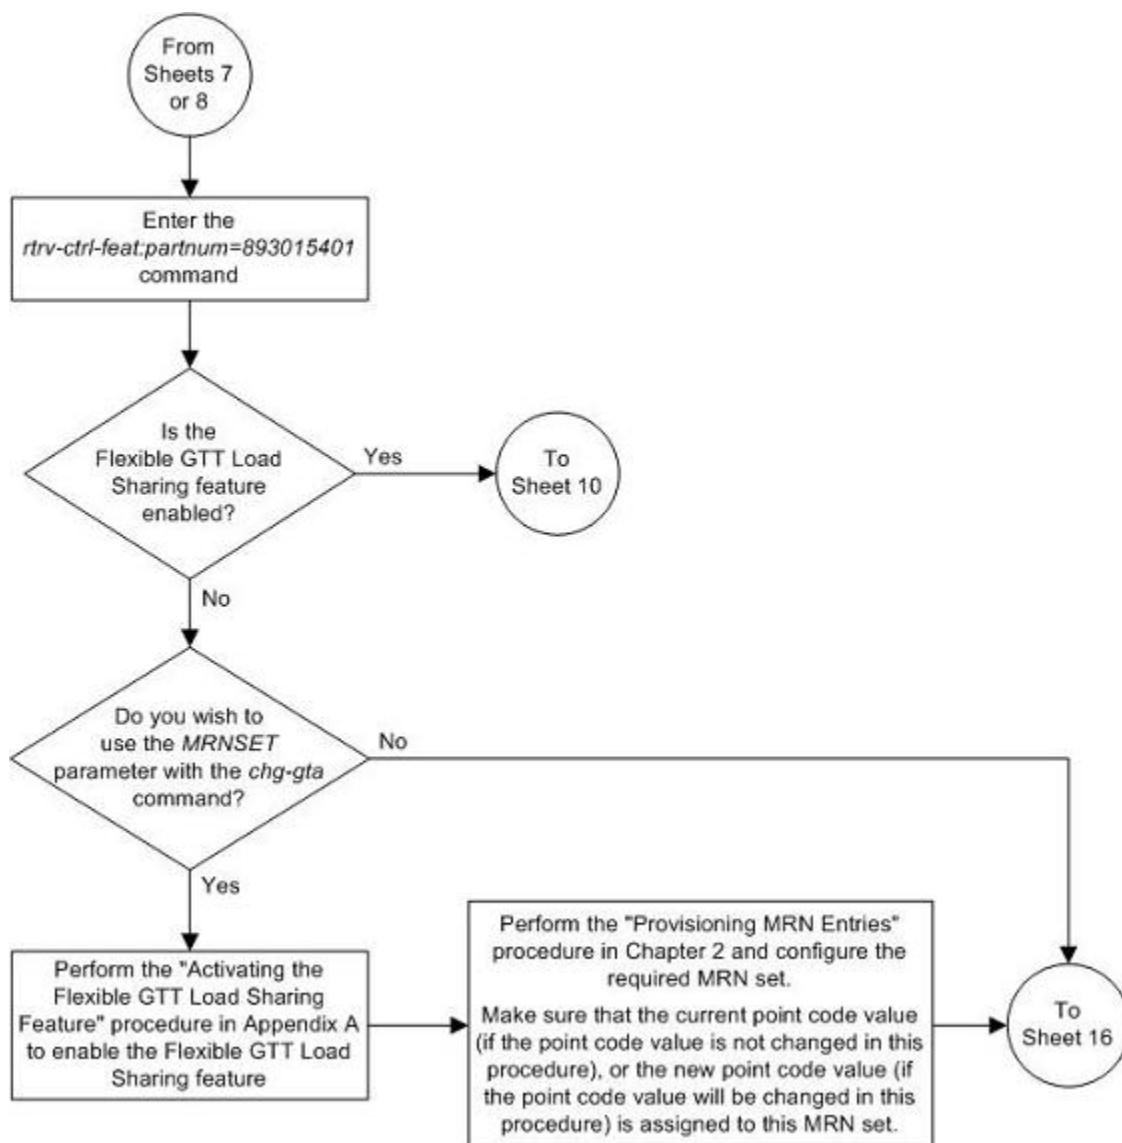 From
Sheets 7
or 8
Enter the
rtrv-ctrl-feat:partnum=893015401
command
Is the
Flexible GTT Load
Sharing feature
enabled?
Yes
To
Sheet 10
No
Do you wish to
use the MRNSET
parameter with the chg-gta
command?
No
Yes
Perform the "Activating the
Flexible GTT Load Sharing
Feature" procedure in Appendix A
to enable the Flexible GTT Load
Sharing feature
Perform the "Provisioning MRN Entries"
procedure in Chapter 2 and configure the
required MRN set.
Make sure that the current point code value
(if the point code value is not changed in this
procedure), or the new point code value (if
the point code value will be changed in this
procedure) is assigned to this MRN set.
To
Sheet 16